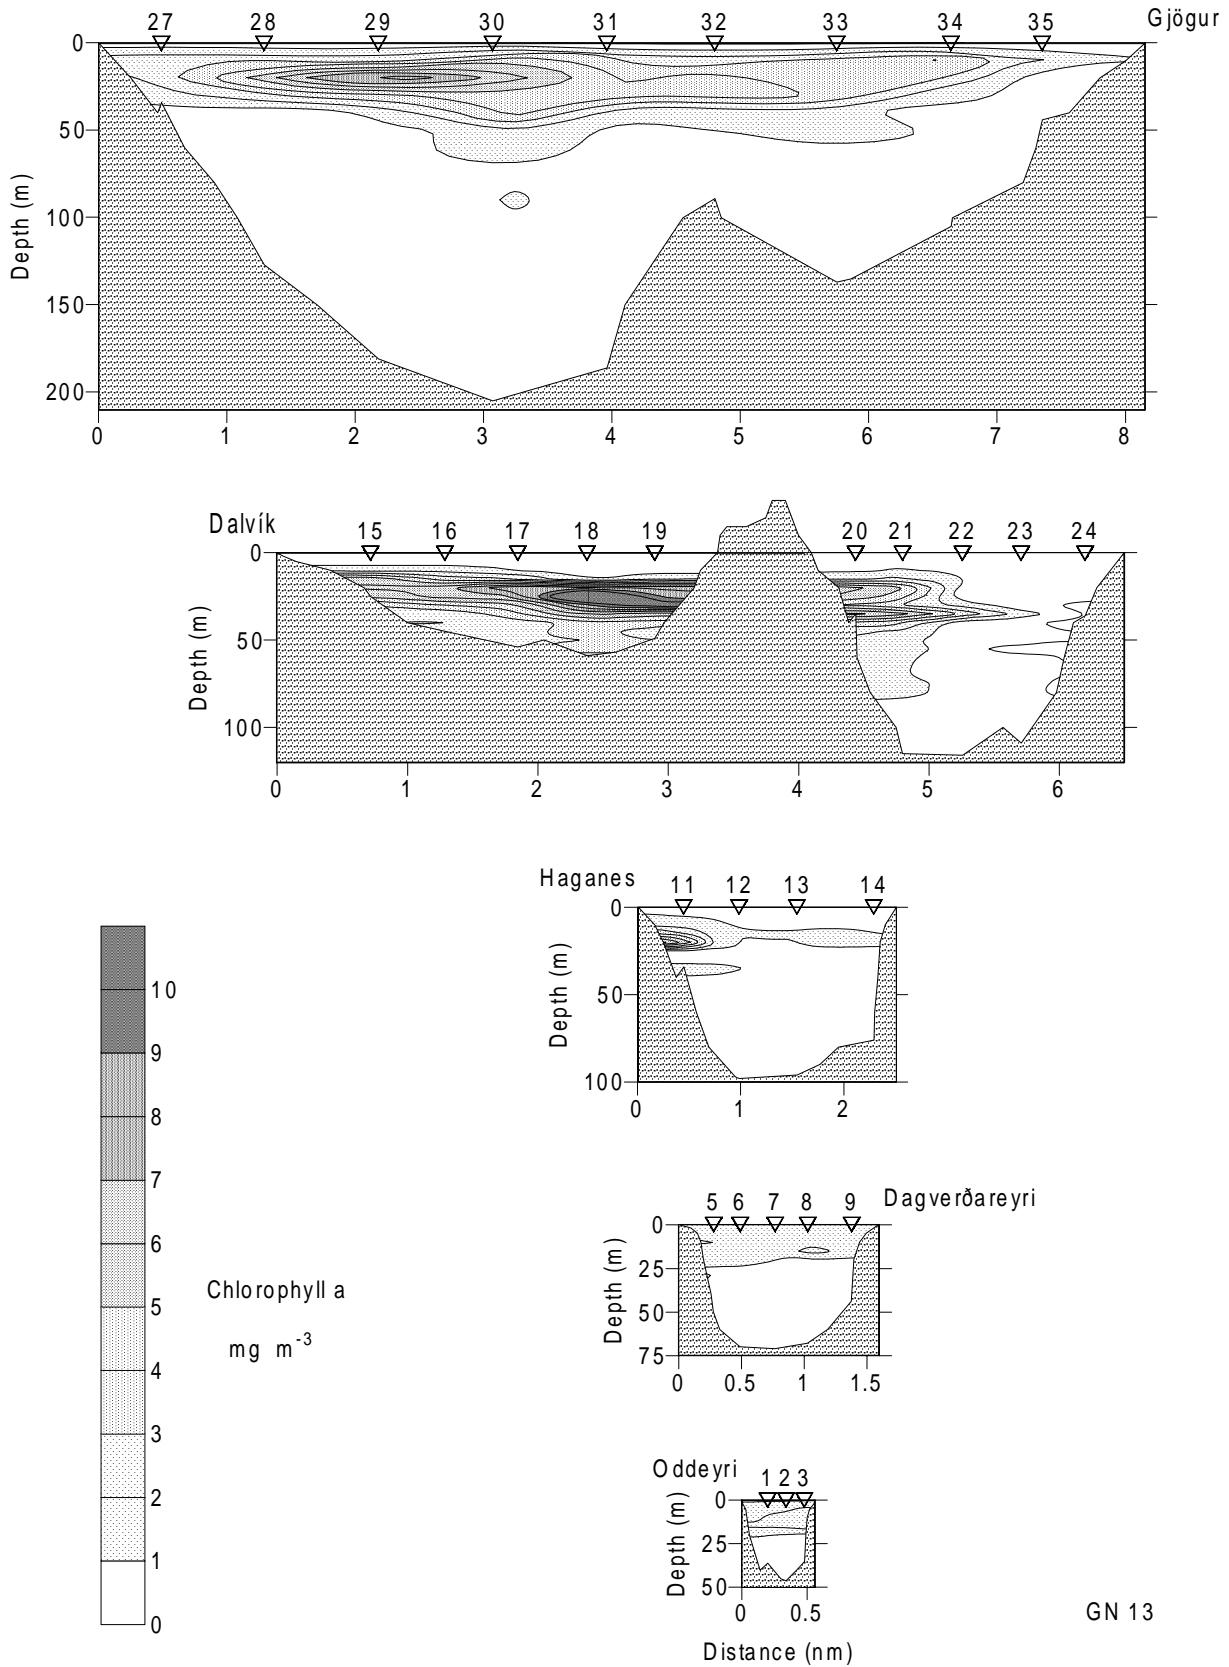 27 28 29 30 31 32 33 34 35 Gjögur
0
50
100
150
200
Depth (m)
0 1 2 3 4 5 6 7 8
Dalvík 15 16 17 18 19 20 21 22 23 24
0
50
100
Depth (m)
0 1 2 3 4 5 6
Haganes 11 12 13 14
0
50
100
Depth (m)
0 1 2
10
9
8
7
6
5
4
3
2
1
0
Chlorophyll a
mg m-3
5 6 7 8 9 Dagverðareyri
0
25
50
75
Depth (m)
0 0.5 1 1.5
Oddeyri 1 2 3
0
25
50
Depth (m)
0 0.5
Distance (nm)
GN 13